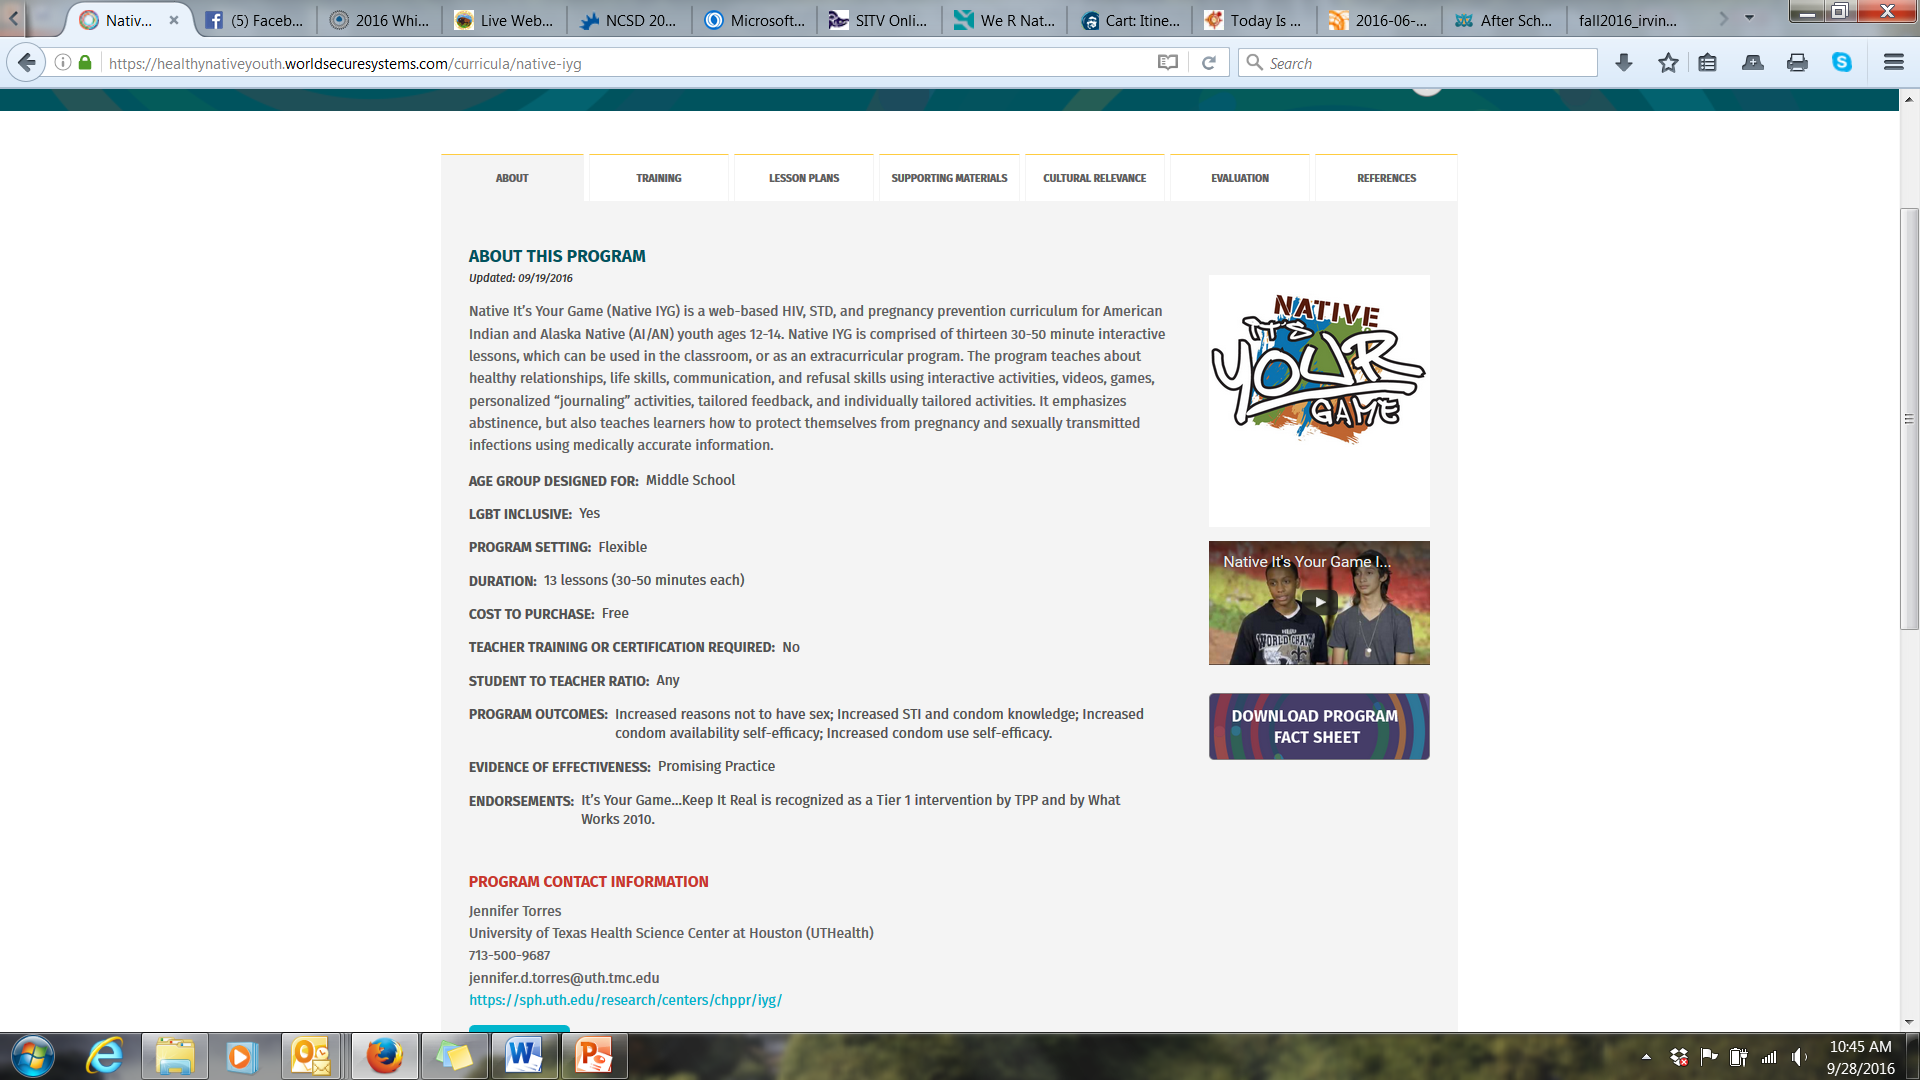 Nativ...
(5) Faceb...
2016 Whi...
Live Web...
NCSD 20...
Microsoft...
SITV Onli...
We R Nat...
Cart: Itine...
Today Is ...
2016-06-...
After Sch...
fall2016_irvin...
https://healthynativeyouth.worldsecuresystems.com/curricula/native-iyg
Search
ABOUT
TRAINING
LESSON PLANS
SUPPORTING MATERIALS
CULTURAL RELEVANCE
EVALUATION
REFERENCES
ABOUT THIS PROGRAM
Updated: 09/19/2016
Native It's Your Game (Native IYG) is a web-based HIV, STD, and pregnancy prevention curriculum for American
Indian and Alaska Native (AI/AN) youth ages 12-14. Native IYG is comprised of thirteen 30-50 minute interactive
lessons, which can be used in the classroom, or as an extracurricular program. The program teaches about
healthy relationships, life skills, communication, and refusal skills using interactive activities, videos, games,
personalized “journaling” activities, tailored feedback, and individually tailored activities. It emphasizes
abstinence, but also teaches learners how to protect themselves from pregnancy and sexually transmitted
infections using medically accurate information.
AGE GROUP DESIGNED FOR: Middle School
LGBT INCLUSIVE: Yes
PROGRAM SETTING: Flexible
DURATION: 13 lessons (30-50 minutes each)
COST TO PURCHASE: Free
TEACHER TRAINING OR CERTIFICATION REQUIRED: No
STUDENT TO TEACHER RATIO: Any
PROGRAM OUTCOMES: Increased reasons not to have sex; Increased STI and condom knowledge; Increased
condom availability self-efficacy; Increased condom use self-efficacy.
EVIDENCE OF EFFECTIVENESS: Promising Practice
ENDORSEMENTS: It's Your Game...Keep It Real is recognized as a Tier 1 intervention by TPP and by What
Works 2010.
PROGRAM CONTACT INFORMATION
Jennifer Torres
University of Texas Health Science Center at Houston (UTHealth)
713-500-9687
jennifer.d.torres@uth.tmc.edu
https://sph.uth.edu/research/centers/chppr/iyg/
NATIVE
IT'S
YOUR
GAME
Native It's Your Game I...
WORLD CHAMP
DOWNLOAD PROGRAM
FACT SHEET
10:45 AM
9/28/2016